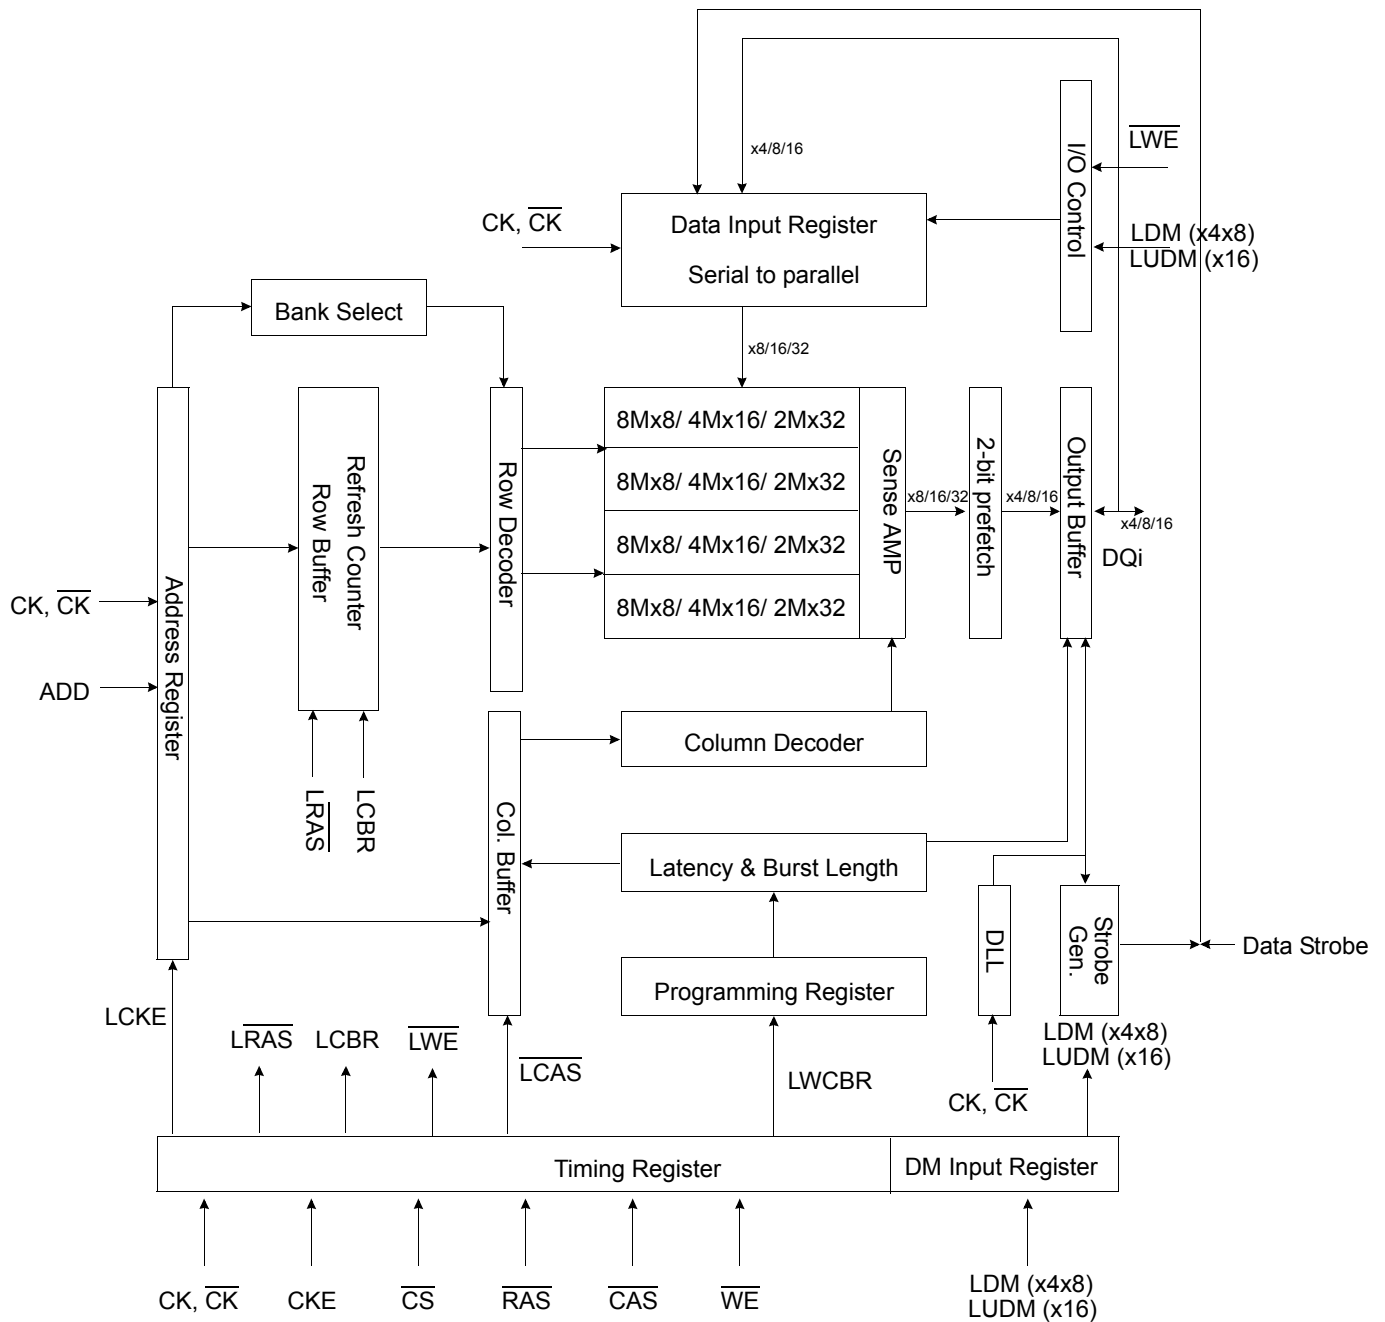 x4/8/16
LWE
I/O Control
CK, CK
Data Input Register
Serial to parallel
LDM (x4x8)
LUDM (x16)
Bank Select
x8/16/32
Address Register
Refresh Counter
Row Buffer
Row Decoder
8Mx8/ 4Mx16/ 2Mx32
8Mx8/ 4Mx16/ 2Mx32
8Mx8/ 4Mx16/ 2Mx32
8Mx8/ 4Mx16/ 2Mx32
Sense AMP
x8/16/32
2-bit prefetch
x4/8/16
Output Buffer
x4/8/16
DQi
CK, CK
ADD
LRAS
LCBR
Col. Buffer
Column Decoder
Latency & Burst Length
Programming Register
DLL
Strobe
Gen.
Data Strobe
LCKE
LRAS
LCBR
LWE
LCAS
LWCBR
CK, CK
LDM (x4x8)
LUDM (x16)
Timing Register
DM Input Register
CK, CK
CKE
CS
RAS
CAS
WE
LDM (x4x8)
LUDM (x16)